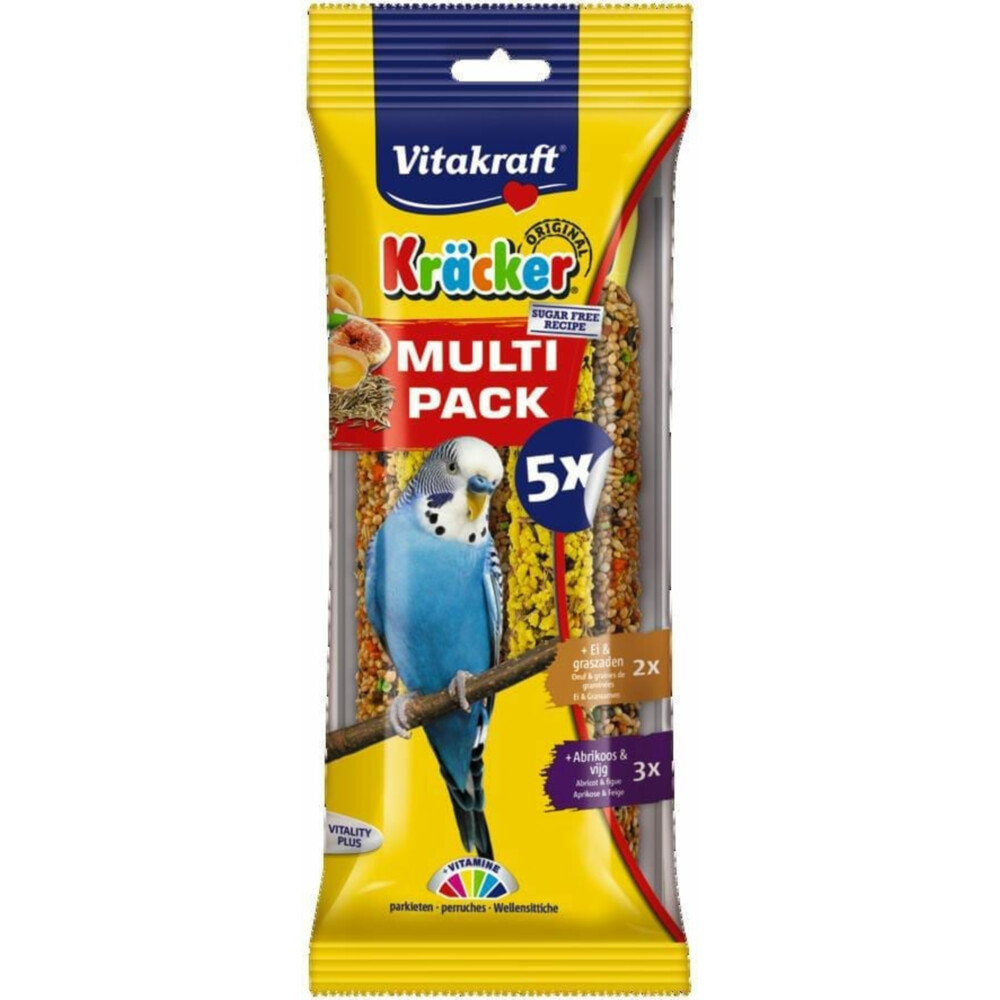 Vitakraft®
ORIGINAL
Kräcker®
SUGAR FREE
RECIPE
MULTI
PACK
5x
+ Ei &
graszaden
Oeuf & graines de
graminées
Ei & Grassamen
2x
+ Abrikoos &
vijg
Abricot & figue
Aprikose & Feige
3x
VITALITY
PLUS
+ VITAMINE
parkieten · perruches · Wellensittiche